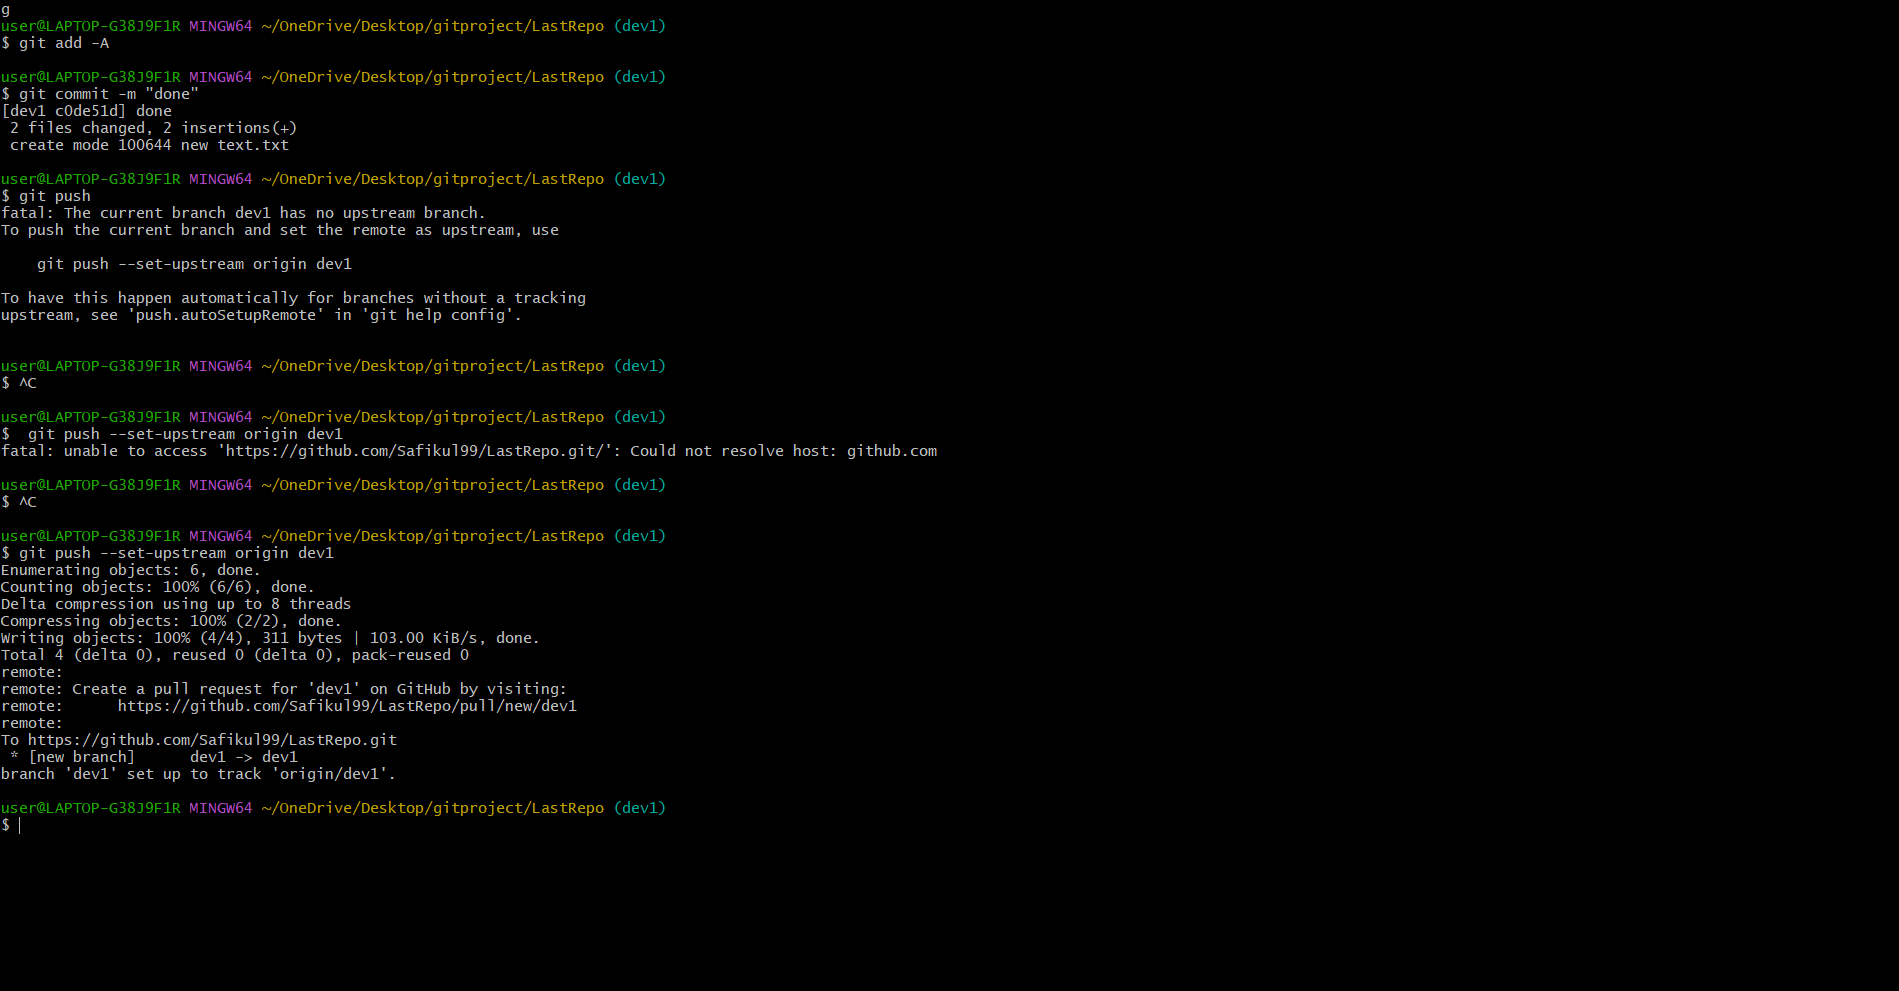 g
user@LAPTOP-G38J9F1R MINGW64 ~/OneDrive/Desktop/gitproject/LastRepo (dev1)
$ git add -A
user@LAPTOP-G38J9F1R MINGW64 ~/OneDrive/Desktop/gitproject/LastRepo (dev1)
$ git commit -m "done"
[dev1 c0de51d] done
 2 files changed, 2 insertions(+)
 create mode 100644 new text.txt
user@LAPTOP-G38J9F1R MINGW64 ~/OneDrive/Desktop/gitproject/LastRepo (dev1)
$ git push
fatal: The current branch dev1 has no upstream branch.
To push the current branch and set the remote as upstream, use
    git push --set-upstream origin dev1
To have this happen automatically for branches without a tracking
upstream, see 'push.autoSetupRemote' in 'git help config'.
user@LAPTOP-G38J9F1R MINGW64 ~/OneDrive/Desktop/gitproject/LastRepo (dev1)
$ ^C
user@LAPTOP-G38J9F1R MINGW64 ~/OneDrive/Desktop/gitproject/LastRepo (dev1)
$  git push --set-upstream origin dev1
fatal: unable to access 'https://github.com/Safikul99/LastRepo.git/': Could not resolve host: github.com
user@LAPTOP-G38J9F1R MINGW64 ~/OneDrive/Desktop/gitproject/LastRepo (dev1)
$ ^C
user@LAPTOP-G38J9F1R MINGW64 ~/OneDrive/Desktop/gitproject/LastRepo (dev1)
$ git push --set-upstream origin dev1
Enumerating objects: 6, done.
Counting objects: 100% (6/6), done.
Delta compression using up to 8 threads
Compressing objects: 100% (2/2), done.
Writing objects: 100% (4/4), 311 bytes | 103.00 KiB/s, done.
Total 4 (delta 0), reused 0 (delta 0), pack-reused 0
remote:
remote: Create a pull request for 'dev1' on GitHub by visiting:
remote:      https://github.com/Safikul99/LastRepo/pull/new/dev1
remote:
To https://github.com/Safikul99/LastRepo.git
 * [new branch]      dev1 -> dev1
branch 'dev1' set up to track 'origin/dev1'.
user@LAPTOP-G38J9F1R MINGW64 ~/OneDrive/Desktop/gitproject/LastRepo (dev1)
$